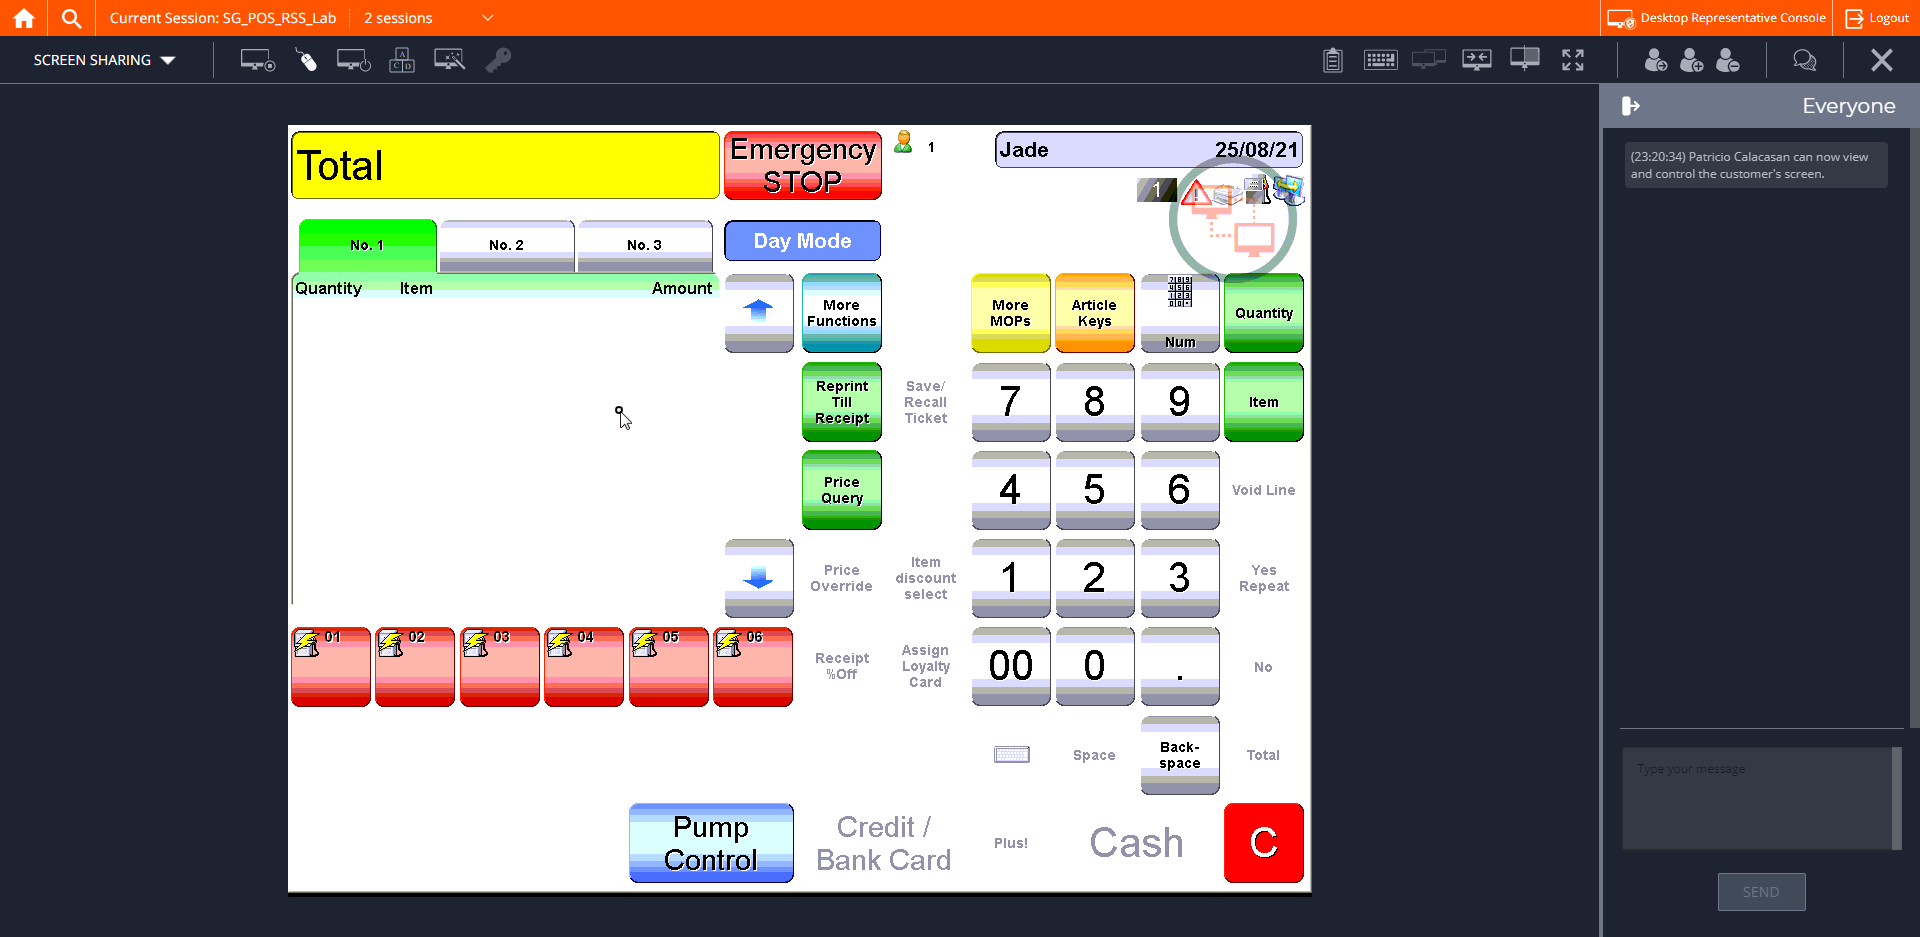 Current Session: SG_POS_RSS_Lab
2 sessions
Desktop Representative Console
Logout
SCREEN SHARING
A
C D
Everyone
(23:20:34) Patricio Calacasan can now view
and control the customer's screen.
Total
Emergency
STOP
1
Jade
25/08/21
1
No. 1
No. 2
No. 3
Day Mode
Quantity
Item
Amount
More
Functions
More
MOPs
Article
Keys
Num
Quantity
Reprint
Till
Receipt
Save/
Recall
Ticket
7
8
9
Item
Price
Query
4
5
6
Void Line
Price
Override
Item
discount
select
1
2
3
Yes
Repeat
01
02
03
04
05
06
Receipt
%Off
Assign
Loyalty
Card
00
0
.
No
Space
Back-
space
Total
Pump
Control
Credit /
Bank Card
Plus!
Cash
C
Type your message
SEND